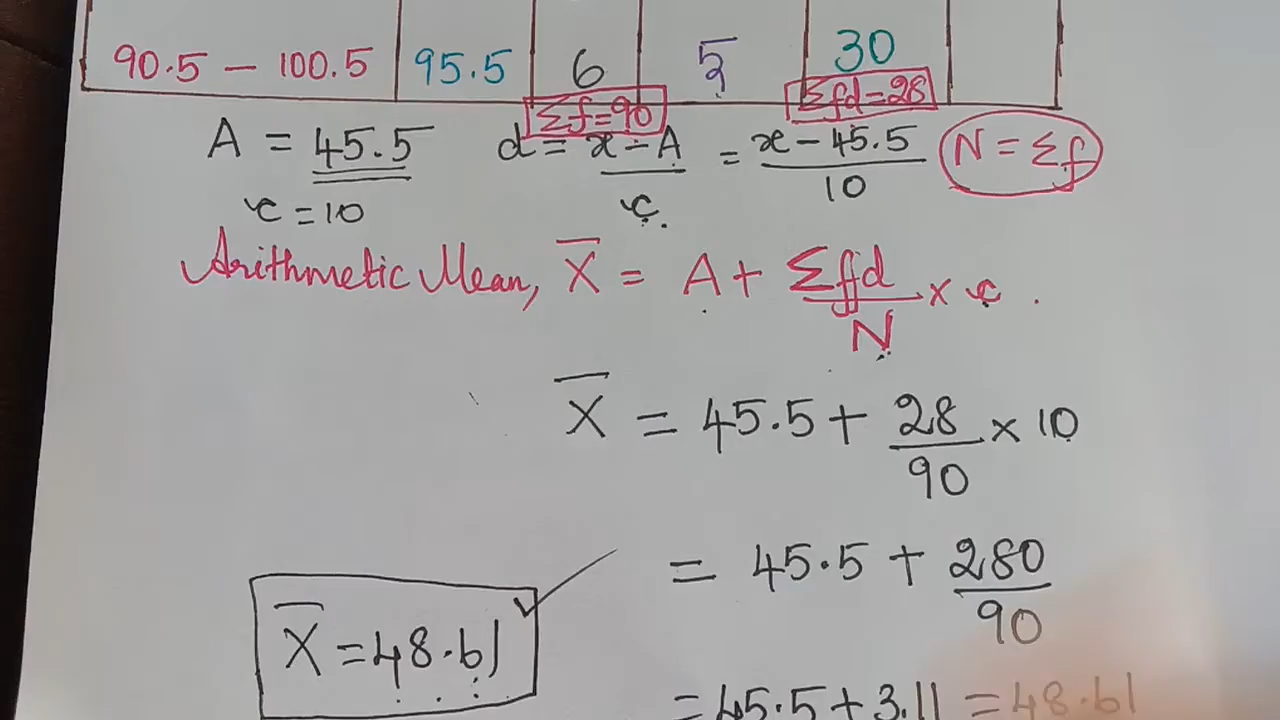 90.5 – 100.5 95.5 6 5 30
Σf=90 Σfd=28
A = 45.5 d = x – A / c = x – 45.5 / 10 N = Σf
c = 10
Arithmetic Mean, X̅ = A + Σfd / N × c .
X̅ = 45.5 + 28 / 90 × 10
= 45.5 + 280 / 90
X̅ = 48.61
= 45.5 + 3.11 = 48.61